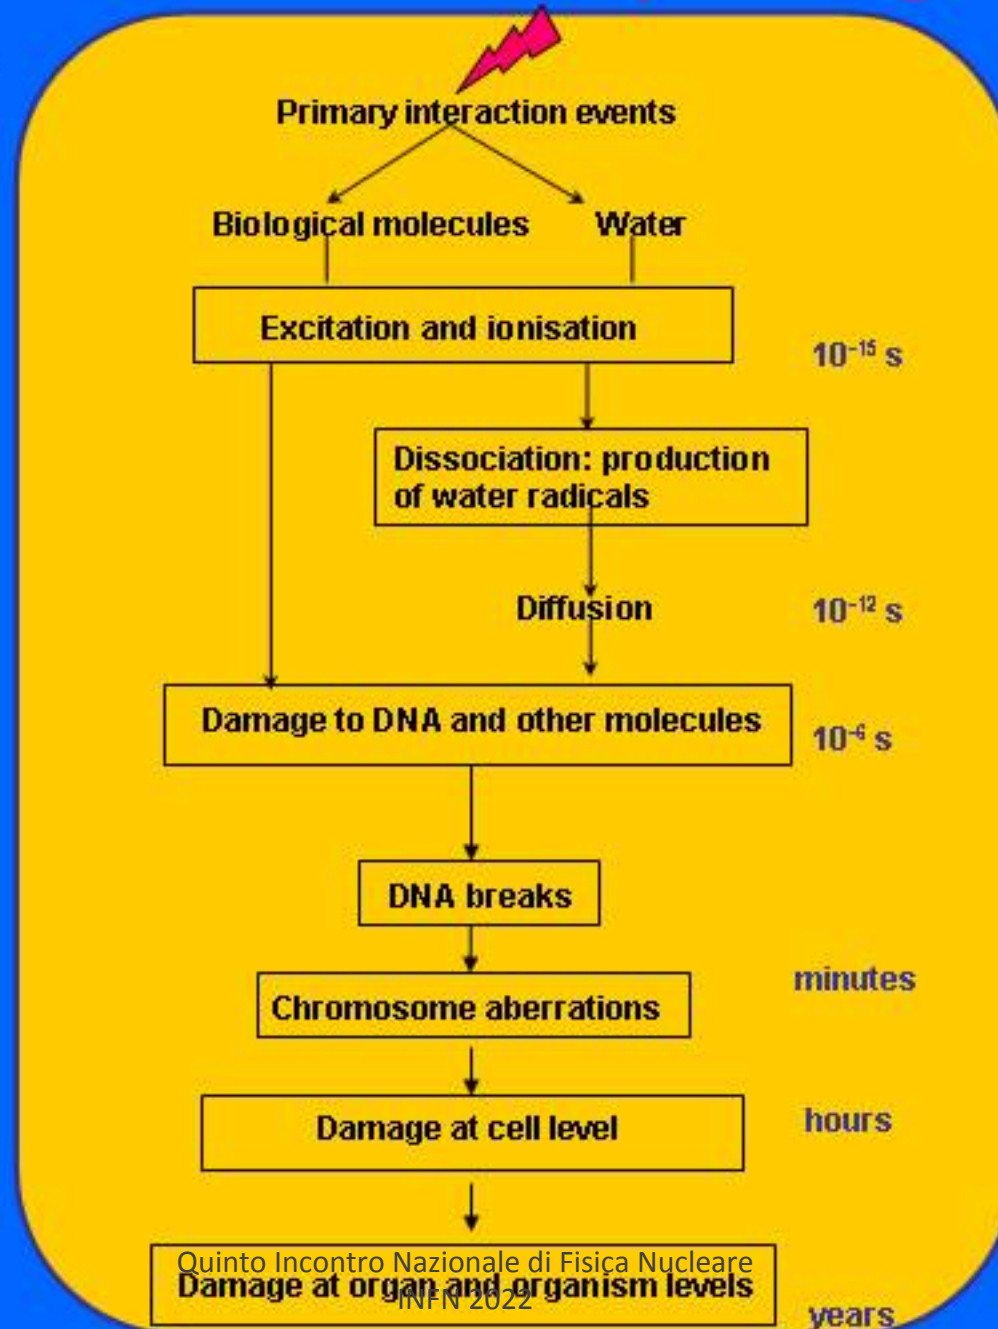 Primary interaction events
Biological molecules Water
Excitation and ionisation
10⁻¹⁵ s
Dissociation: production
of water radicals
Diffusion
10⁻¹² s
Damage to DNA and other molecules
10⁻⁶ s
DNA breaks
minutes
Chromosome aberrations
Damage at cell level
hours
Quinto Incontro Nazionale di Fisica Nucleare
Damage at organ and organism levels
INFN 2022
years